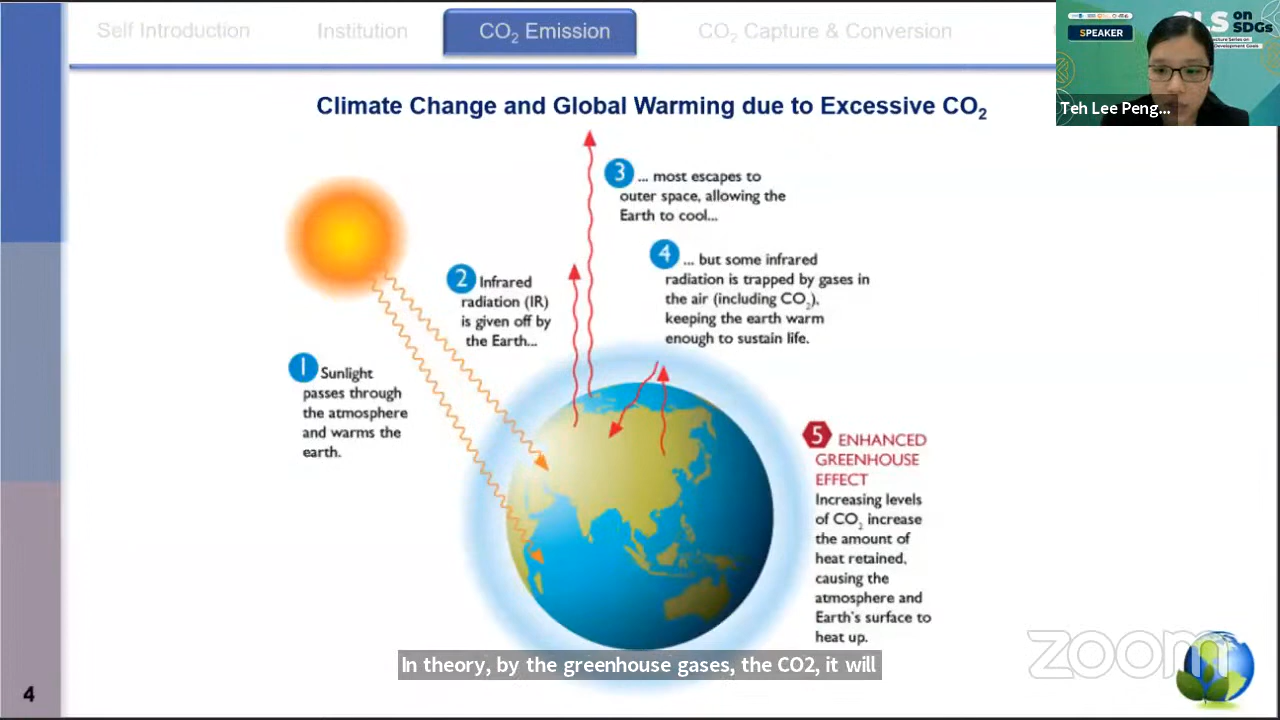 Self Introduction
Institution
CO₂ Emission
CO₂ Capture & Conversion
SPEAKER
on
SDGs
Teh Lee Peng...
Climate Change and Global Warming due to Excessive CO₂
3 ... most escapes to
outer space, allowing the
Earth to cool...
4 ... but some infrared
radiation is trapped by gases in
the air (including CO₂),
keeping the earth warm
enough to sustain life.
2 Infrared
radiation (IR)
is given off by
the Earth...
1 Sunlight
passes through
the atmosphere
and warms the
earth.
5 ENHANCED
GREENHOUSE
EFFECT
Increasing levels
of CO₂ increase
the amount of
heat retained,
causing the
atmosphere and
Earth's surface to
heat up.
In theory, by the greenhouse gases, the CO2, it will
zoom
4